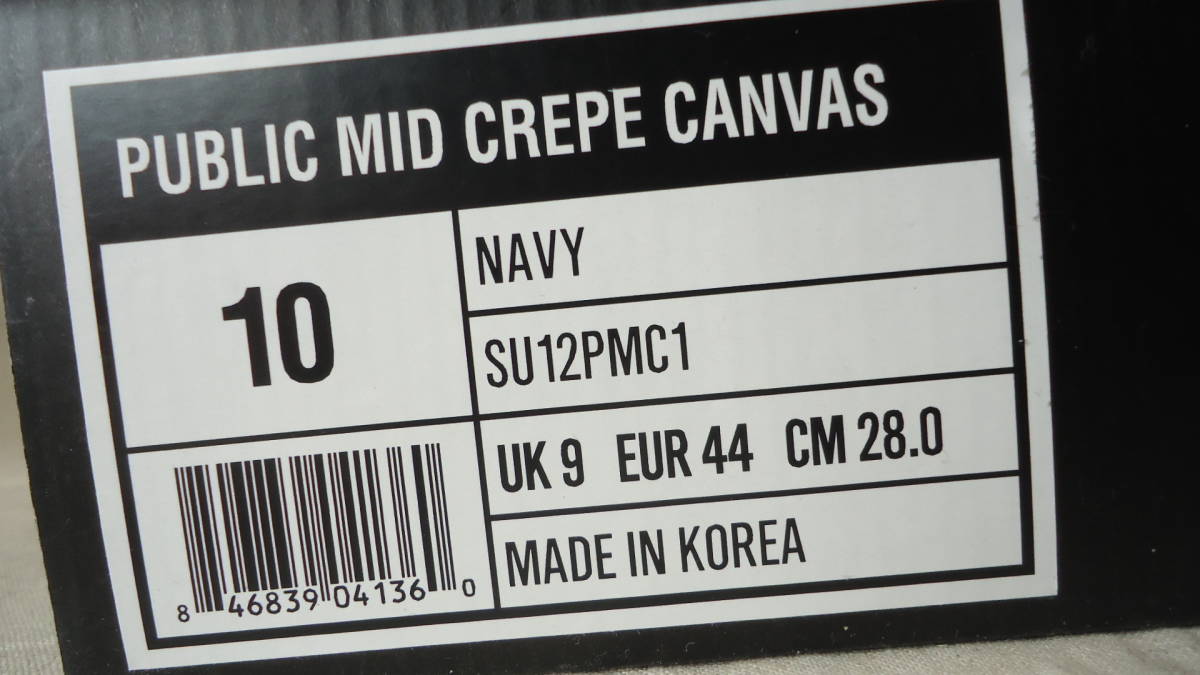 PUBLIC MID CREPE CANVAS
10
NAVY
SU12PMC1
UK 9 EUR 44 CM 28.0
MADE IN KOREA
8 46839 04136 0